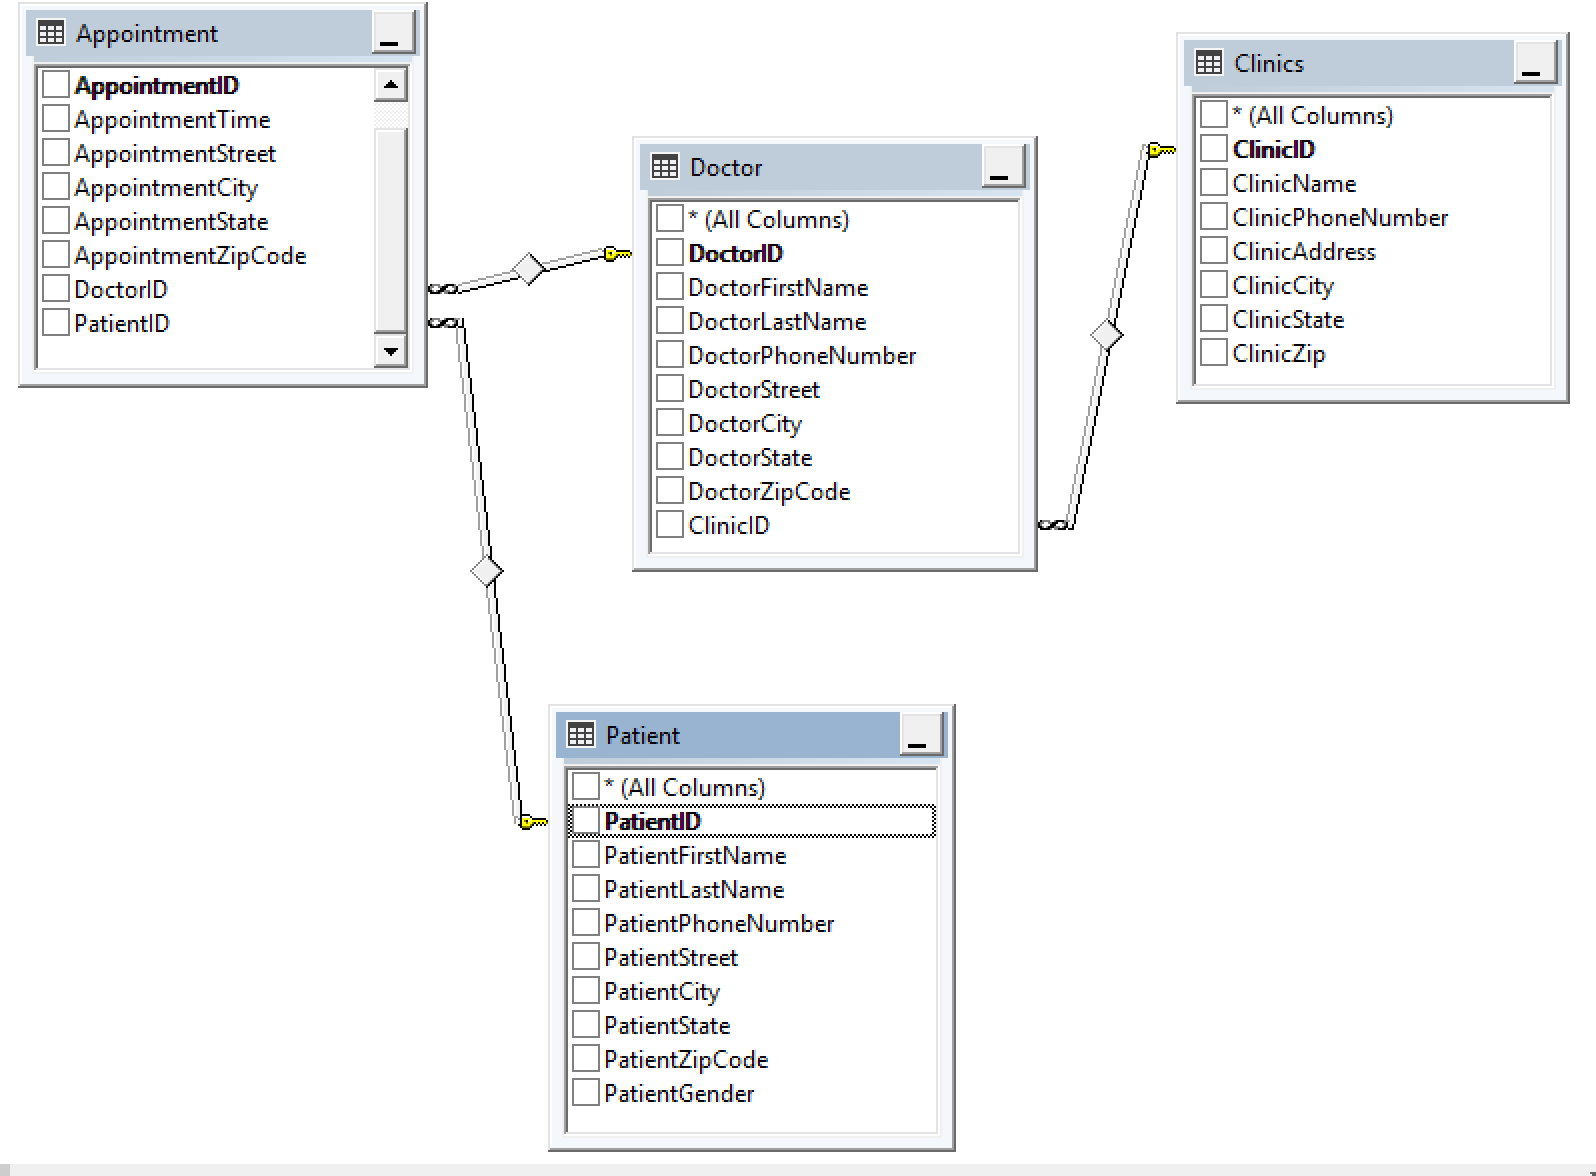 Appointment
AppointmentID
AppointmentTime
AppointmentStreet
AppointmentCity
AppointmentState
AppointmentZipCode
DoctorID
PatientID
Doctor
* (All Columns)
DoctorID
DoctorFirstName
DoctorLastName
DoctorPhoneNumber
DoctorStreet
DoctorCity
DoctorState
DoctorZipCode
ClinicID
Clinics
* (All Columns)
ClinicID
ClinicName
ClinicPhoneNumber
ClinicAddress
ClinicCity
ClinicState
ClinicZip
Patient
* (All Columns)
PatientID
PatientFirstName
PatientLastName
PatientPhoneNumber
PatientStreet
PatientCity
PatientState
PatientZipCode
PatientGender